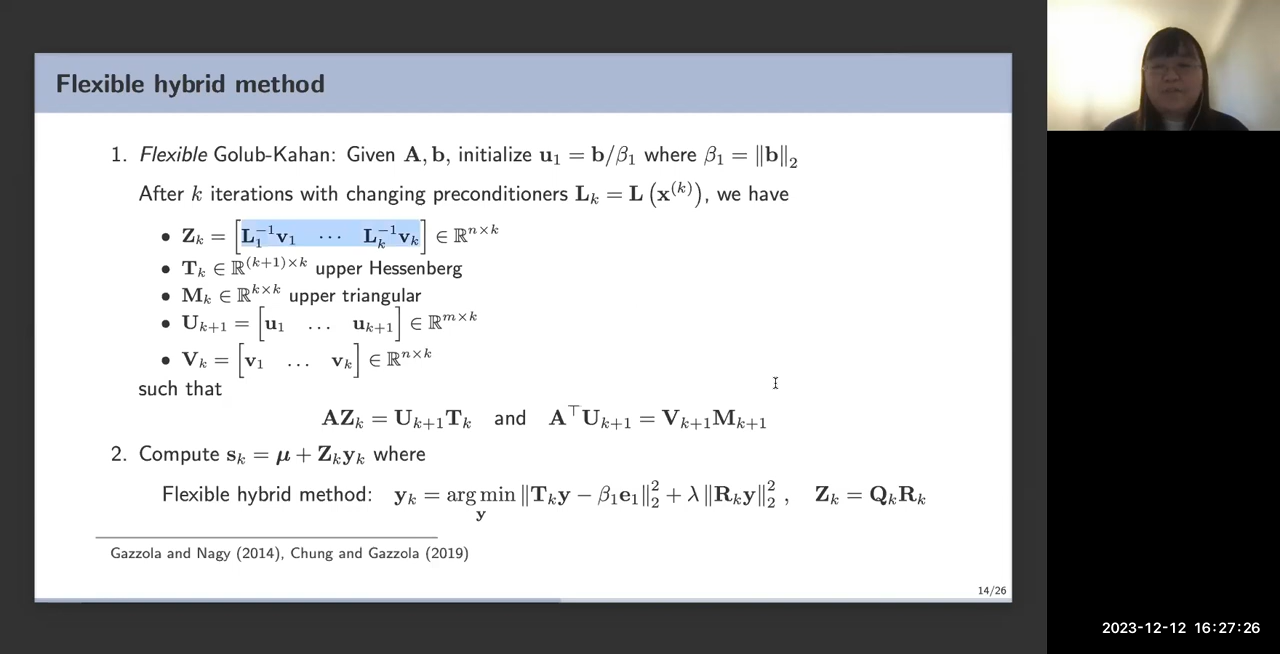 Flexible hybrid method
1. Flexible Golub-Kahan: Given A, b, initialize u₁ = b/β₁ where β₁ = ‖b‖₂
After k iterations with changing preconditioners Lₖ = L(x⁽ᵏ⁾), we have
• Zₖ = [L₁⁻¹v₁ ⋯ Lₖ⁻¹vₖ] ∈ ℝⁿˣᵏ
• Tₖ ∈ ℝ⁽ᵏ⁺¹⁾ˣᵏ upper Hessenberg
• Mₖ ∈ ℝᵏˣᵏ upper triangular
• Uₖ₊₁ = [u₁ … uₖ₊₁] ∈ ℝᵐˣᵏ
• Vₖ = [v₁ … vₖ] ∈ ℝⁿˣᵏ
such that
AZₖ = Uₖ₊₁Tₖ and A⊤Uₖ₊₁ = Vₖ₊₁Mₖ₊₁
2. Compute sₖ = μ + Zₖyₖ where
Flexible hybrid method: yₖ = arg min ‖Tₖy − β₁e₁‖₂² + λ ‖Rₖy‖₂² , Zₖ = QₖRₖ
y
Gazzola and Nagy (2014), Chung and Gazzola (2019)
14/26
2023-12-12 16:27:26